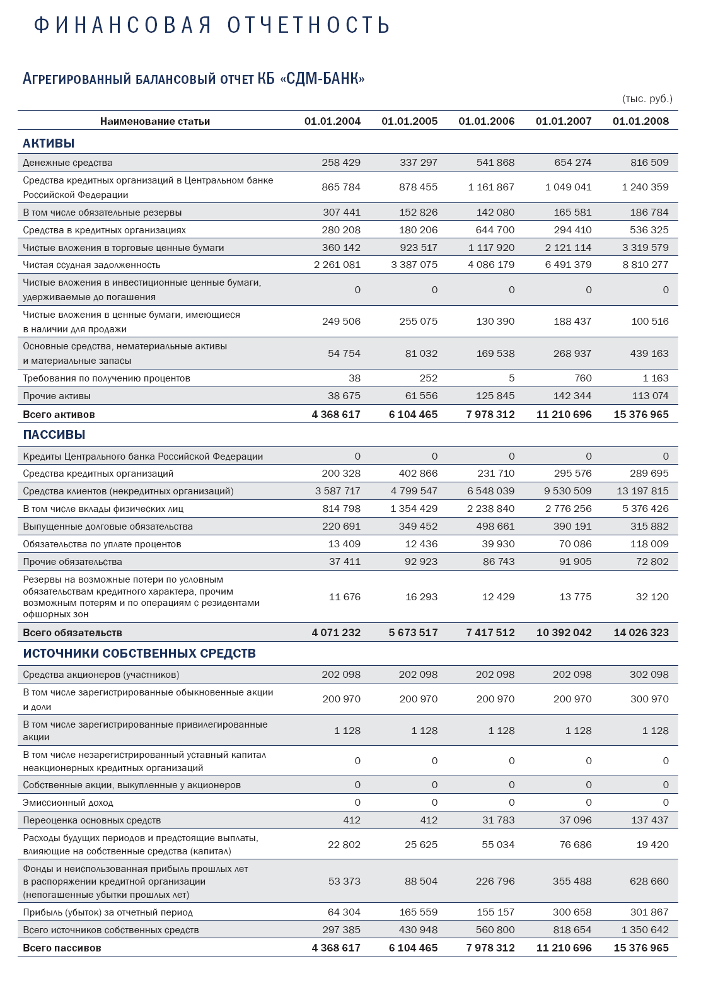 ФИНАНСОВАЯ ОТЧЕТНОСТЬ
Агрегированный балансовый отчет КБ «СДМ-БАНК»
(тыс. руб.)
Наименование статьи 01.01.2004 01.01.2005 01.01.2006 01.01.2007 01.01.2008
АКТИВЫ
Денежные средства 258 429 337 297 541 868 654 274 816 509
Средства кредитных организаций в Центральном банке
Российской Федерации 865 784 878 455 1 161 867 1 049 041 1 240 359
В том числе обязательные резервы 307 441 152 826 142 080 165 581 186 784
Средства в кредитных организациях 280 208 180 206 644 700 294 410 536 325
Чистые вложения в торговые ценные бумаги 360 142 923 517 1 117 920 2 121 114 3 319 579
Чистая ссудная задолженность 2 261 081 3 387 075 4 086 179 6 491 379 8 810 277
Чистые вложения в инвестиционные ценные бумаги,
удерживаемые до погашения 0 0 0 0 0
Чистые вложения в ценные бумаги, имеющиеся
в наличии для продажи 249 506 255 075 130 390 188 437 100 516
Основные средства, нематериальные активы
и материальные запасы 54 754 81 032 169 538 268 937 439 163
Требования по получению процентов 38 252 5 760 1 163
Прочие активы 38 675 61 556 125 845 142 344 113 074
Всего активов 4 368 617 6 104 465 7 978 312 11 210 696 15 376 965
ПАССИВЫ
Кредиты Центрального банка Российской Федерации 0 0 0 0 0
Средства кредитных организаций 200 328 402 866 231 710 295 576 289 695
Средства клиентов (некредитных организаций) 3 587 717 4 799 547 6 548 039 9 530 509 13 197 815
В том числе вклады физических лиц 814 798 1 354 429 2 238 840 2 776 256 5 376 426
Выпущенные долговые обязательства 220 691 349 452 498 661 390 191 315 882
Обязательства по уплате процентов 13 409 12 436 39 930 70 086 118 009
Прочие обязательства 37 411 92 923 86 743 91 905 72 802
Резервы на возможные потери по условным
обязательствам кредитного характера, прочим
возможным потерям и по операциям с резидентами
офшорных зон 11 676 16 293 12 429 13 775 32 120
Всего обязательств 4 071 232 5 673 517 7 417 512 10 392 042 14 026 323
ИСТОЧНИКИ СОБСТВЕННЫХ СРЕДСТВ
Средства акционеров (участников) 202 098 202 098 202 098 202 098 302 098
В том числе зарегистрированные обыкновенные акции
и доли 200 970 200 970 200 970 200 970 300 970
В том числе зарегистрированные привилегированные
акции 1 128 1 128 1 128 1 128 1 128
В том числе незарегистрированный уставный капитал
неакционерных кредитных организаций 0 0 0 0 0
Собственные акции, выкупленные у акционеров 0 0 0 0 0
Эмиссионный доход 0 0 0 0 0
Переоценка основных средств 412 412 31 783 37 096 137 437
Расходы будущих периодов и предстоящие выплаты,
влияющие на собственные средства (капитал) 22 802 25 625 55 034 76 686 19 420
Фонды и неиспользованная прибыль прошлых лет
в распоряжении кредитной организации
(непогашенные убытки прошлых лет) 53 373 88 504 226 796 355 488 628 660
Прибыль (убыток) за отчетный период 64 304 165 559 155 157 300 658 301 867
Всего источников собственных средств 297 385 430 948 560 800 818 654 1 350 642
Всего пассивов 4 368 617 6 104 465 7 978 312 11 210 696 15 376 965